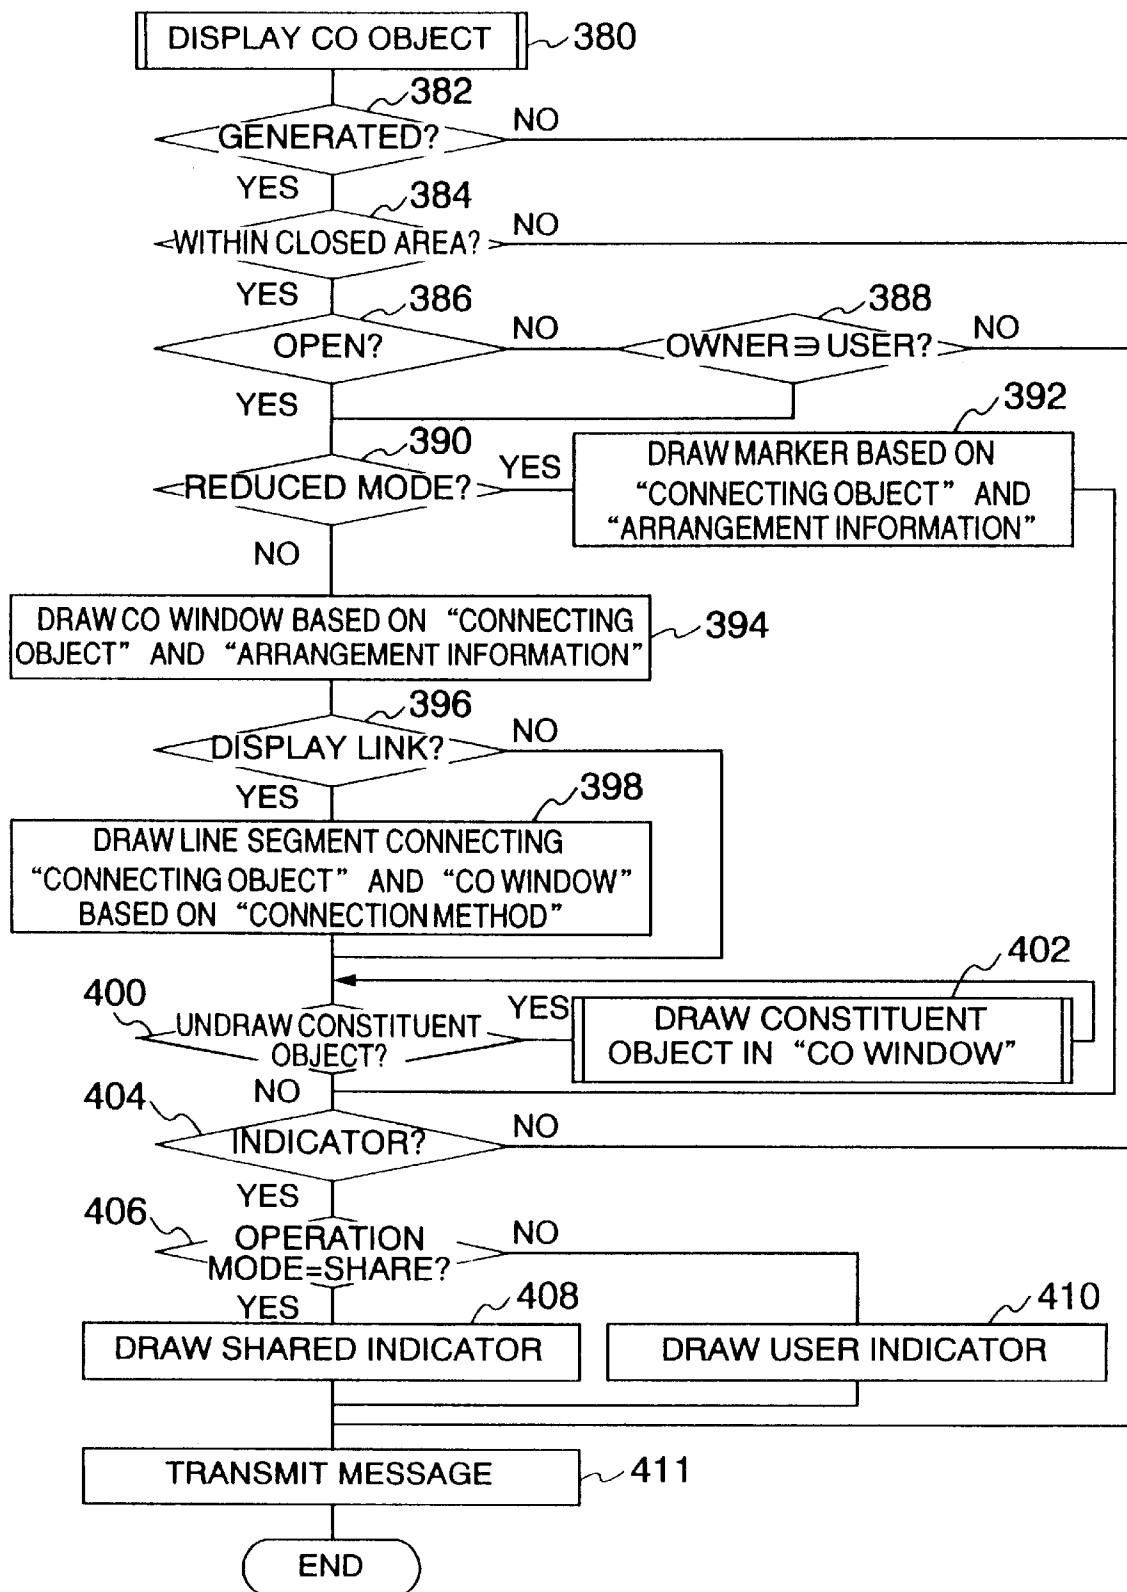 DISPLAY CO OBJECT
380
382
GENERATED?
NO
YES
384
WITHIN CLOSED AREA?
NO
YES
386
OPEN?
NO
388
OWNER∋USER?
NO
YES
390
REDUCED MODE?
YES
392
DRAW MARKER BASED ON
“CONNECTING OBJECT” AND
“ARRANGEMENT INFORMATION”
NO
DRAW CO WINDOW BASED ON “CONNECTING
OBJECT” AND “ARRANGEMENT INFORMATION”
394
396
DISPLAY LINK?
NO
YES
398
DRAW LINE SEGMENT CONNECTING
“CONNECTING OBJECT” AND “CO WINDOW”
BASED ON “CONNECTION METHOD”
400
UNDRAW CONSTITUENT
OBJECT?
YES
402
DRAW CONSTITUENT
OBJECT IN “CO WINDOW”
NO
404
INDICATOR?
NO
YES
406
OPERATION
MODE=SHARE?
NO
YES
408
DRAW SHARED INDICATOR
410
DRAW USER INDICATOR
TRANSMIT MESSAGE
411
END